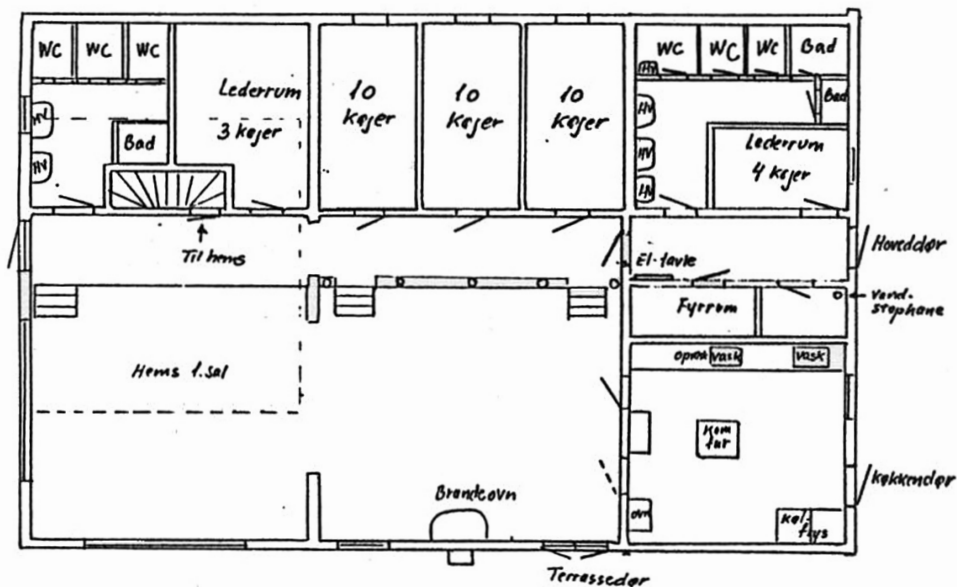 WC
WC
WC
WC
WC
WC
Bad
HV
Bad
Lederrum
3 køjer
10
køjer
10
køjer
10
køjer
HV
HV
Bad
HV
HV
HV
Lederrum
4 køjer
Til hems
El-tavle
Hoveddør
Vand-
stophane
Fyrrum
Hems 1. sal
opvask vask
vask
Kom
fur
Brandeovn
ovn
Køl-
frys
Køkkendør
Terrassedør